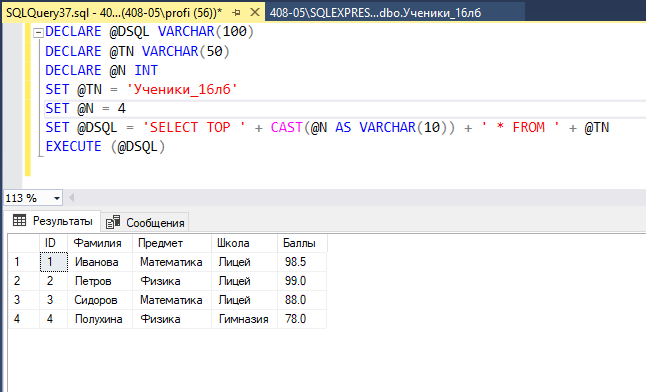 SQLQuery37.sql - 40...(408-05\profi (56))* 408-05\SQLEXPRES...dbo.Ученики_16лб
DECLARE @DSQL VARCHAR(100)
DECLARE @TN VARCHAR(50)
DECLARE @N INT
SET @TN = 'Ученики_16лб'
SET @N = 4
SET @DSQL = 'SELECT TOP ' + CAST(@N AS VARCHAR(10)) + ' * FROM ' + @TN
EXECUTE (@DSQL)
113 %
Результаты Сообщения
ID Фамилия Предмет Школа Баллы
1 1 Иванова Математика Лицей 98.5
2 2 Петров Физика Лицей 99.0
3 3 Сидоров Математика Лицей 88.0
4 4 Полухина Физика Гимназия 78.0